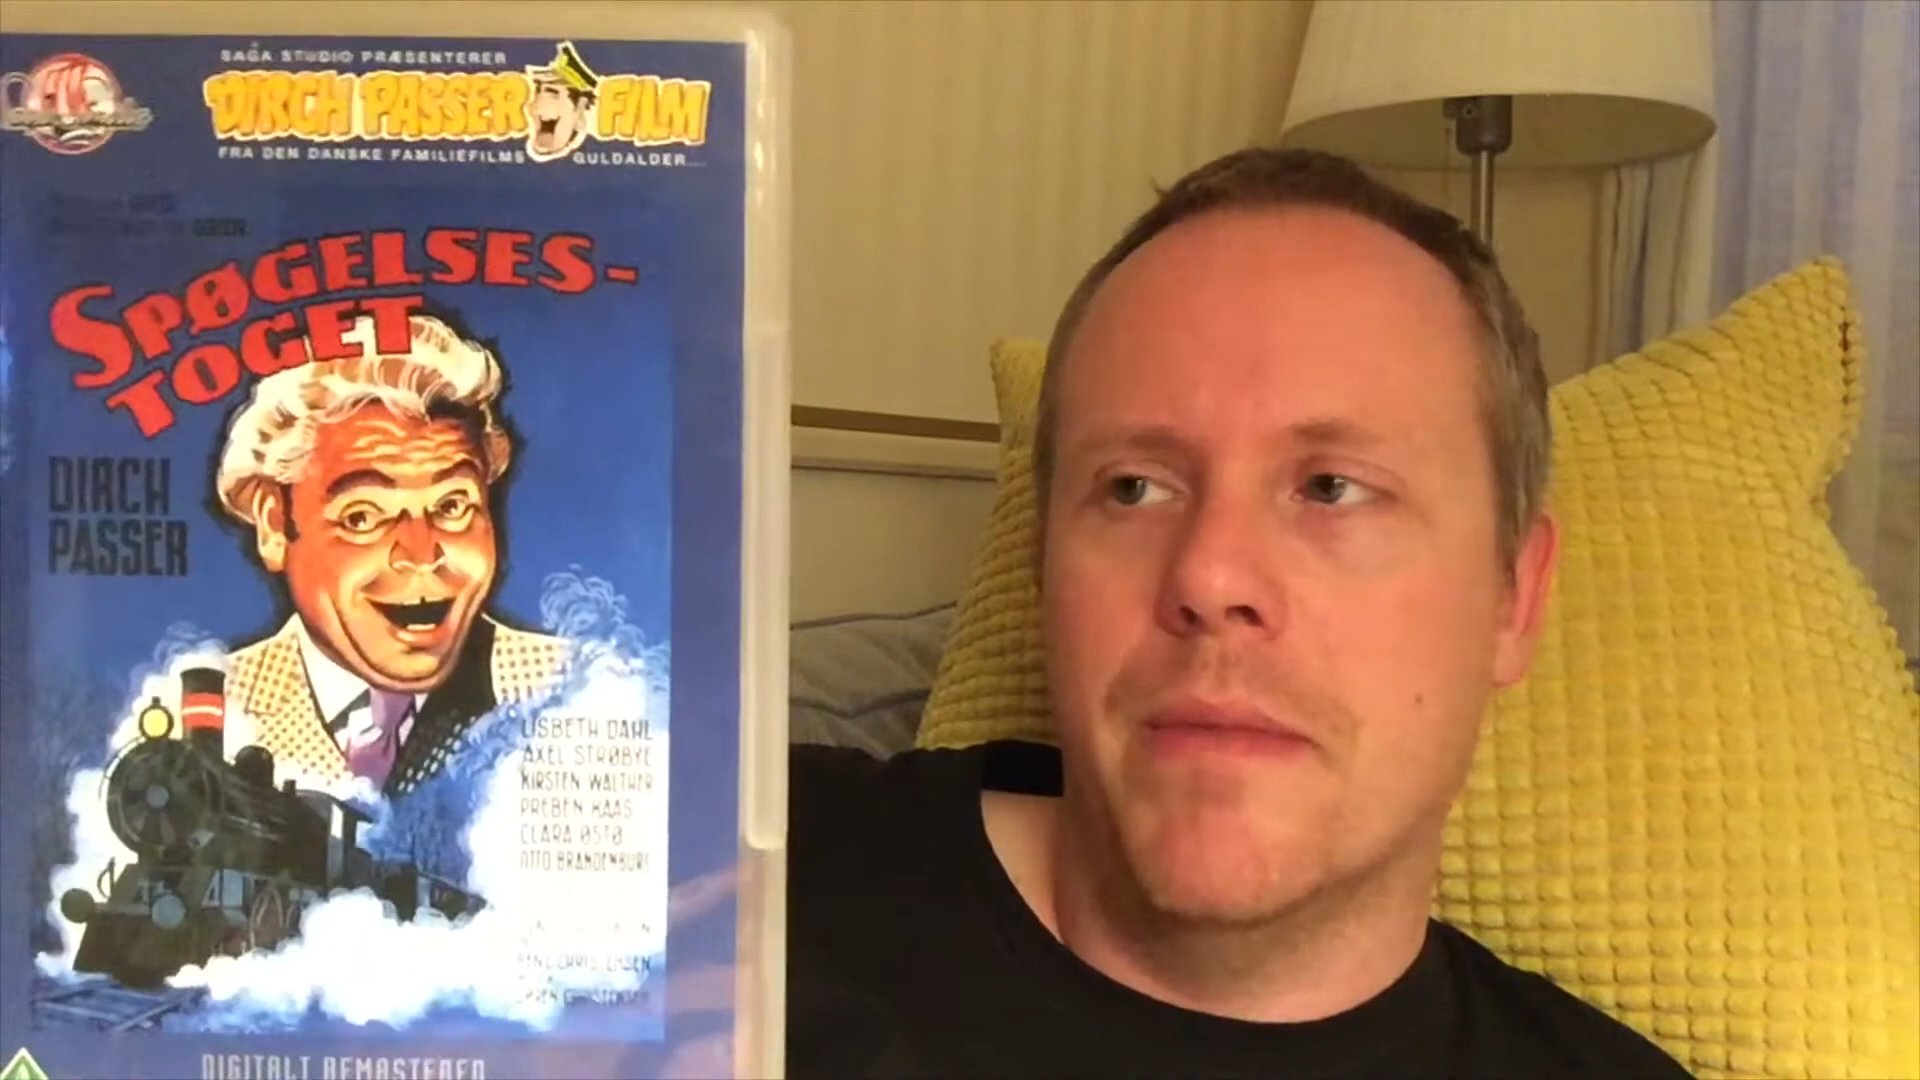 SAGA STUDIO PRÆSENTERER
DIRCH PASSER FILM
FRA DEN DANSKE FAMILIEFILMS GULDALDER...
SPØGELSES-
TOGET
DIRCH
PASSER
LISBETH DAHL
AXEL STRØBYE
KIRSTEN WALTHER
PREBEN KAAS
CLARA ØSTØ
OTTO BRANDENBURG
DIGITALT REMASTERED